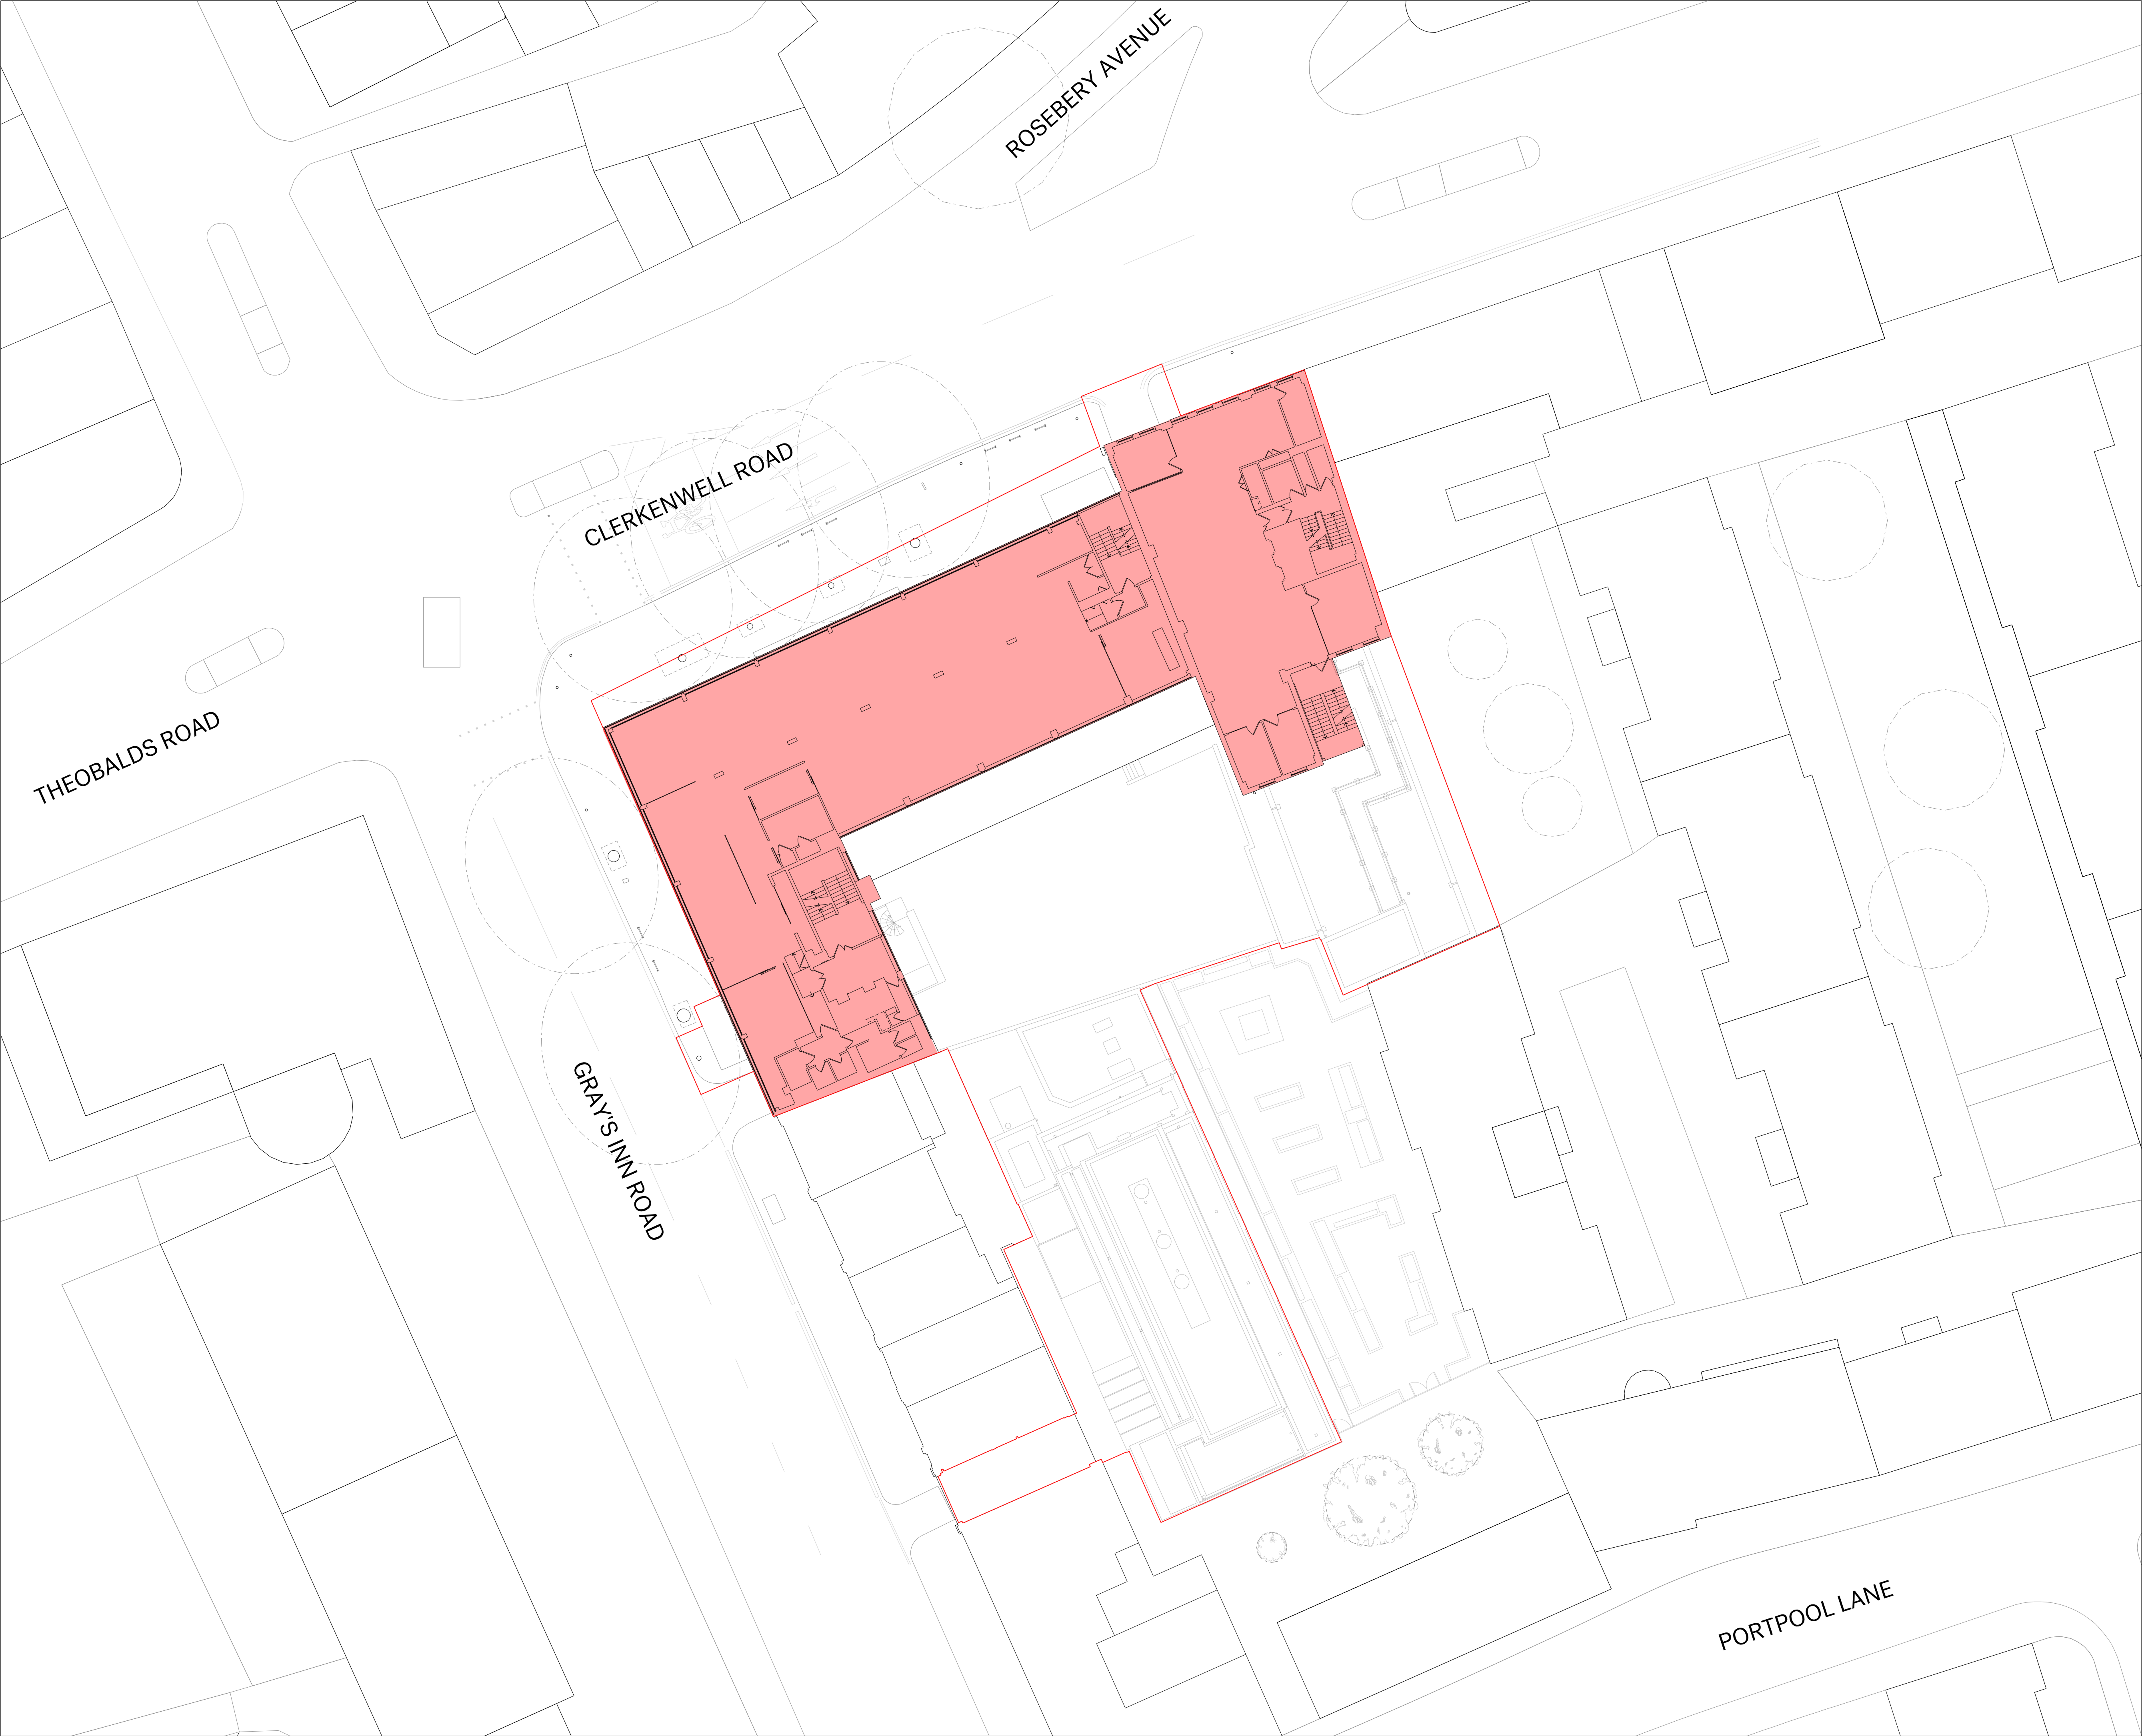 ROSEBERY AVENUE
CLERKENWELL ROAD
THEOBALDS ROAD
GRAY'S INN ROAD
PORTPOOL LANE